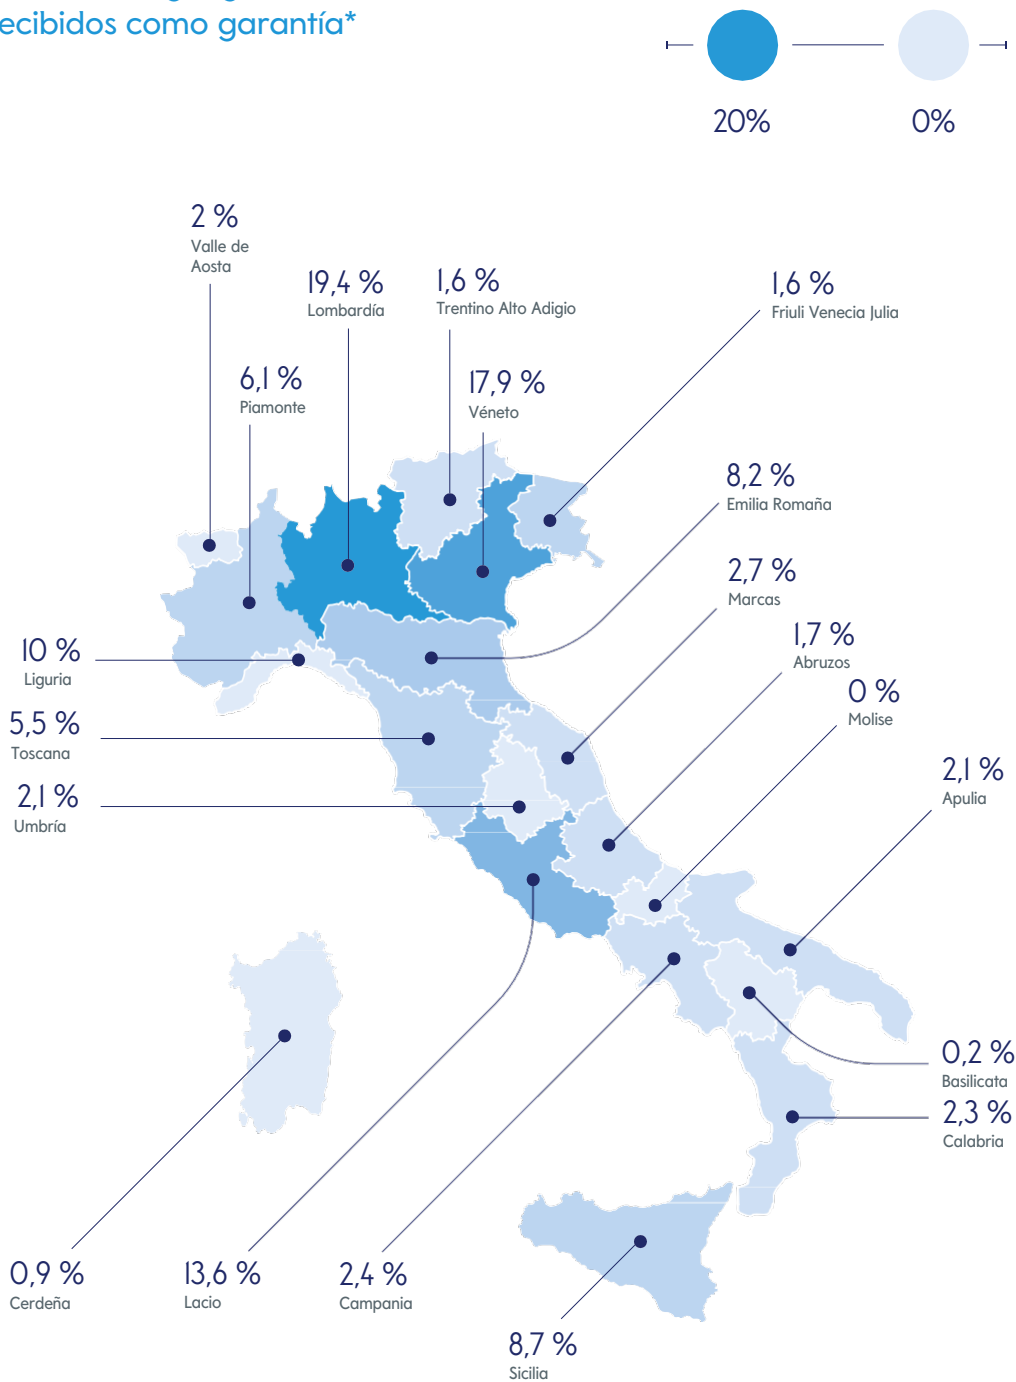 ecibidos como garantía*
20%
0%
2 %
Valle de
Aosta
19,4 %
Lombardía
1,6 %
Trentino Alto Adigio
1,6 %
Friuli Venecia Julia
6,1 %
Piamonte
17,9 %
Véneto
8,2 %
Emilia Romaña
2,7 %
Marcas
1,7 %
Abruzos
10 %
Liguria
0 %
Molise
5,5 %
Toscana
2,1 %
Apulia
2,1 %
Umbría
0,2 %
Basilicata
2,3 %
Calabria
0,9 %
Cerdeña
13,6 %
Lacio
2,4 %
Campania
8,7 %
Sicilia